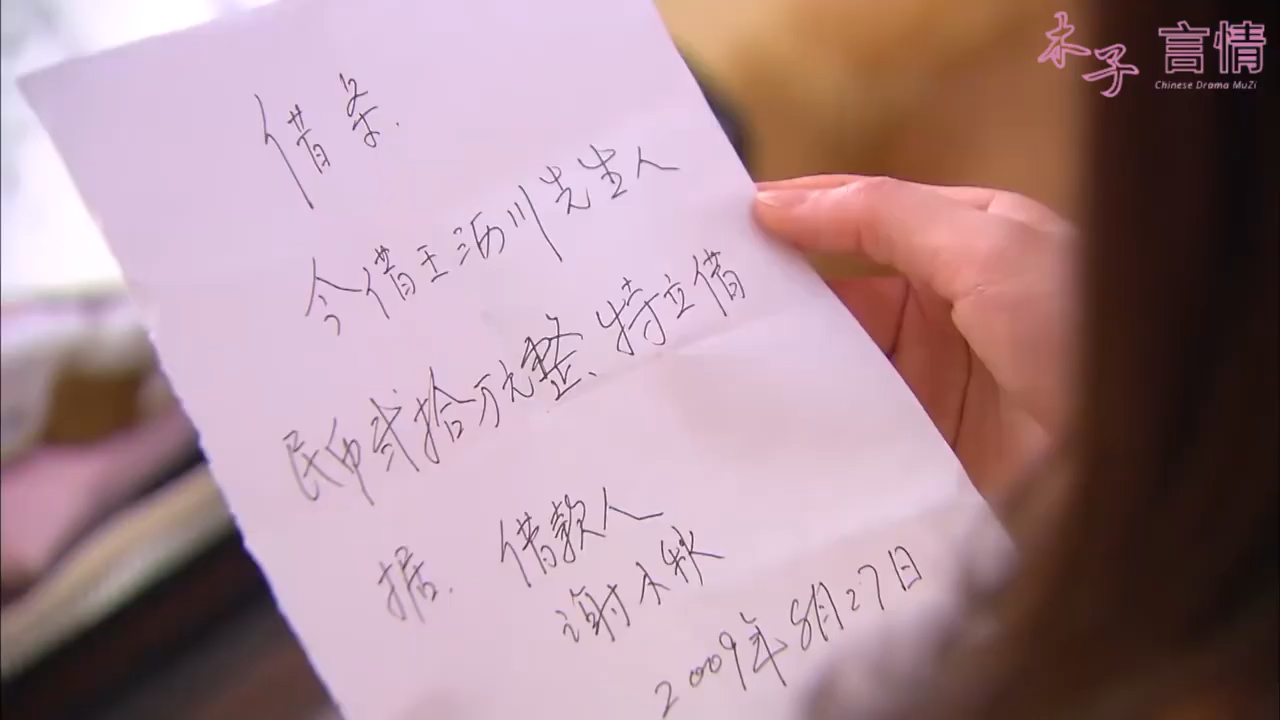 木子 言情
Chinese Drama MuZi
借条.
今借王沥川先生人
民币贰拾万元整、特立借
据. 借款人
谢小秋
2009年8月27日